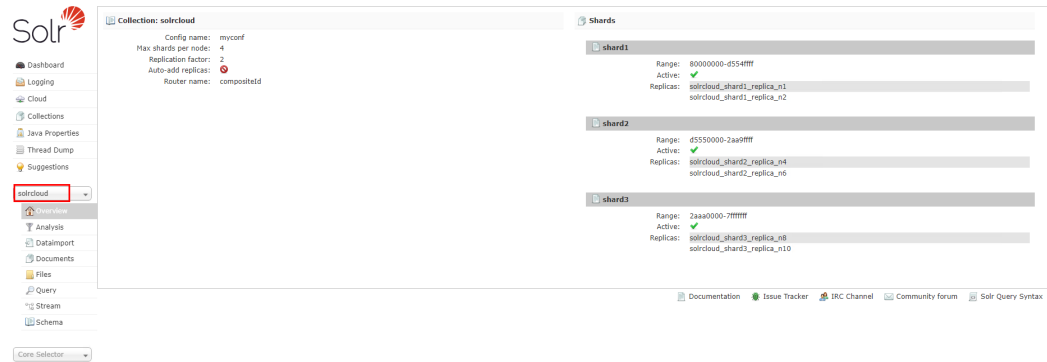 Solr
Dashboard
Logging
Cloud
Collections
Java Properties
Thread Dump
Suggestions
solrcloud
Overview
Analysis
Dataimport
Documents
Files
Query
Stream
Schema
Core Selector
Collection: solrcloud
Config name: myconf
Max shards per node: 4
Replication factor: 2
Auto-add replicas:
Router name: compositeId
Shards
shard1
Range: 80000000-d554ffff
Active:
Replicas: solrcloud_shard1_replica_n1
solrcloud_shard1_replica_n2
shard2
Range: d5550000-2aa9ffff
Active:
Replicas: solrcloud_shard2_replica_n4
solrcloud_shard2_replica_n6
shard3
Range: 2aaa0000-7fffffff
Active:
Replicas: solrcloud_shard3_replica_n8
solrcloud_shard3_replica_n10
Documentation Issue Tracker IRC Channel Community forum Solr Query Syntax